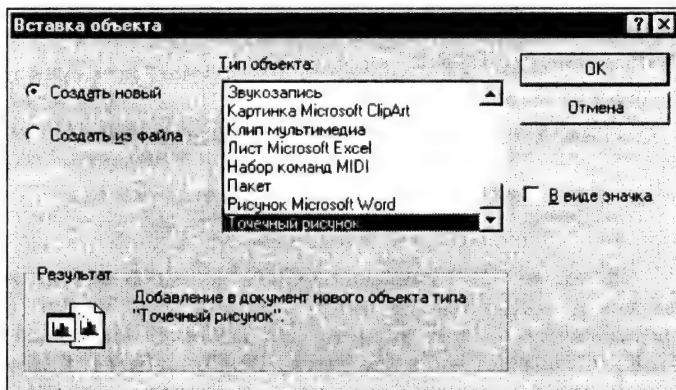 Вставка объекта
Тип объекта:
Создать новый
Создать из файла
Звукозапись
Картинка Microsoft ClipArt
Клип мультимедиа
Лист Microsoft Excel
Набор команд MIDI
Пакет
Рисунок Microsoft Word
Точечный рисунок
OK
Отмена
В виде значка
Результат
Добавление в документ нового объекта типа
"Точечный рисунок".